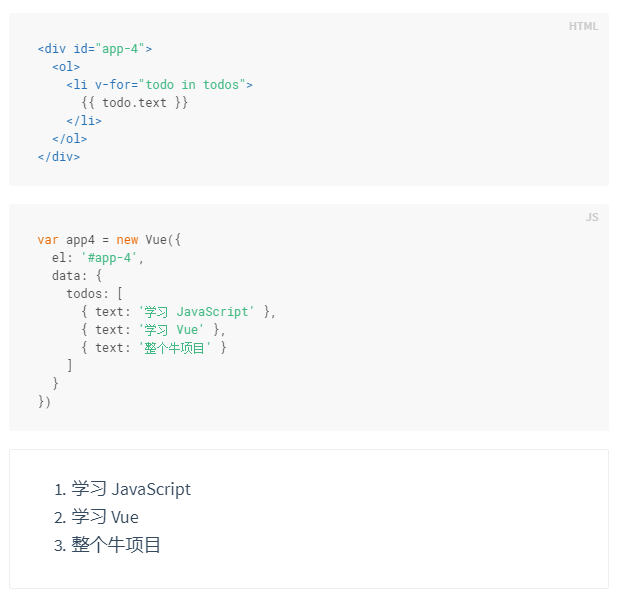 HTML
<div id="app-4">
  <ol>
    <li v-for="todo in todos">
      {{ todo.text }}
    </li>
  </ol>
</div>
JS
var app4 = new Vue({
  el: '#app-4',
  data: {
    todos: [
      { text: '学习 JavaScript' },
      { text: '学习 Vue' },
      { text: '整个牛项目' }
    ]
  }
})
1. 学习 JavaScript
2. 学习 Vue
3. 整个牛项目